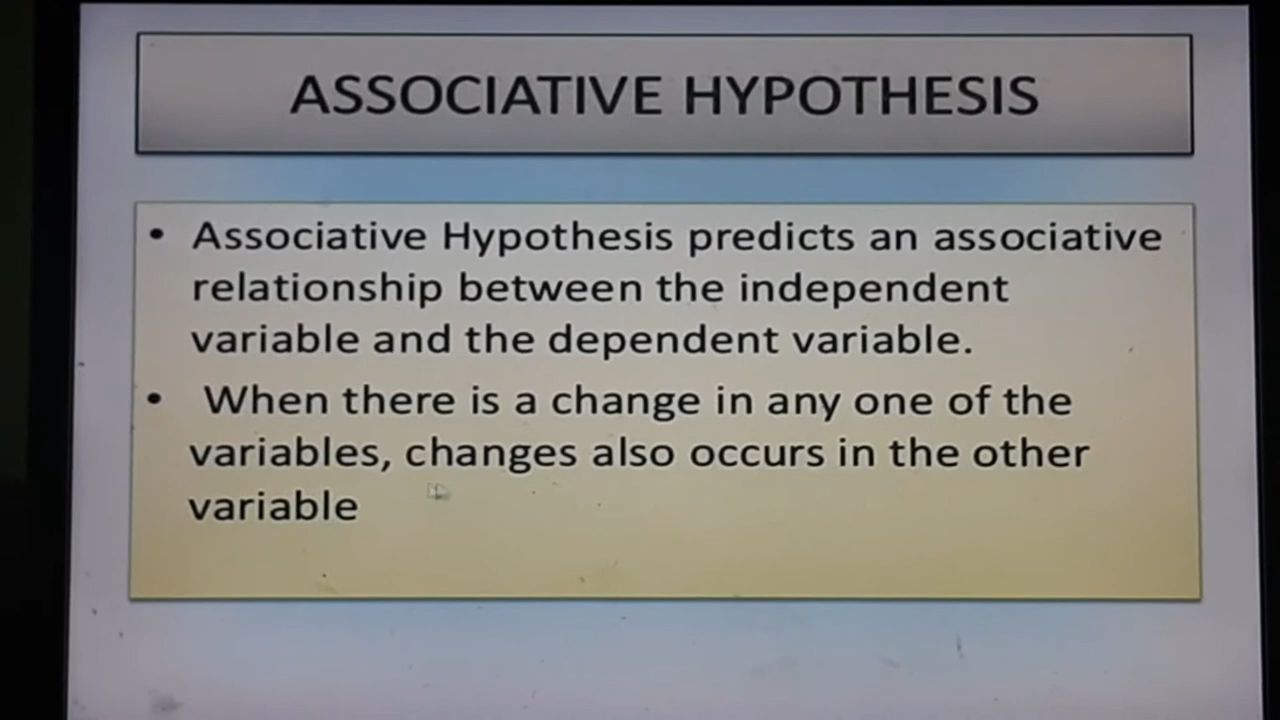 ASSOCIATIVE HYPOTHESIS
• Associative Hypothesis predicts an associative
relationship between the independent
variable and the dependent variable.
• When there is a change in any one of the
variables, changes also occurs in the other
variable